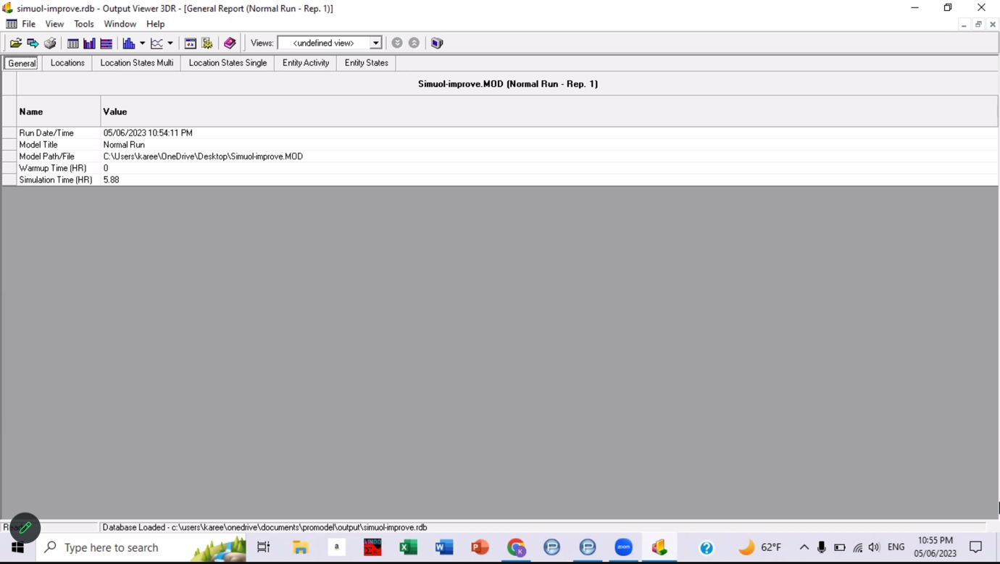 simuol-improve.rdb - Output Viewer 3DR - [General Report (Normal Run - Rep. 1)]
File View Tools Window Help
Views: <undefined view>
General Locations Location States Multi Location States Single Entity Activity Entity States
Simuol-improve.MOD (Normal Run - Rep. 1)
Name Value
Run Date/Time 05/06/2023 10:54:11 PM
Model Title Normal Run
Model Path/File C:\Users\karee\OneDrive\Desktop\Simuol-improve.MOD
Warmup Time (HR) 0
Simulation Time (HR) 5.88
Database Loaded - c:\users\karee\onedrive\documents\promodel\output\simuol-improve.rdb
Type here to search a LINDO K zoom 62°F ENG 10:55 PM
05/06/2023